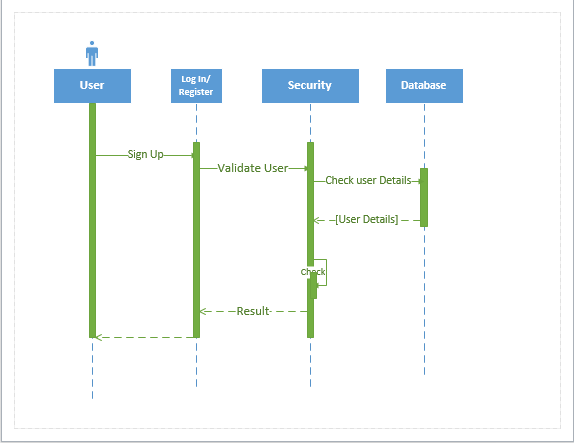 User
Log In/
Register
Security
Database
Sign Up
Validate User
Check user Details
[User Details]
Check
Result